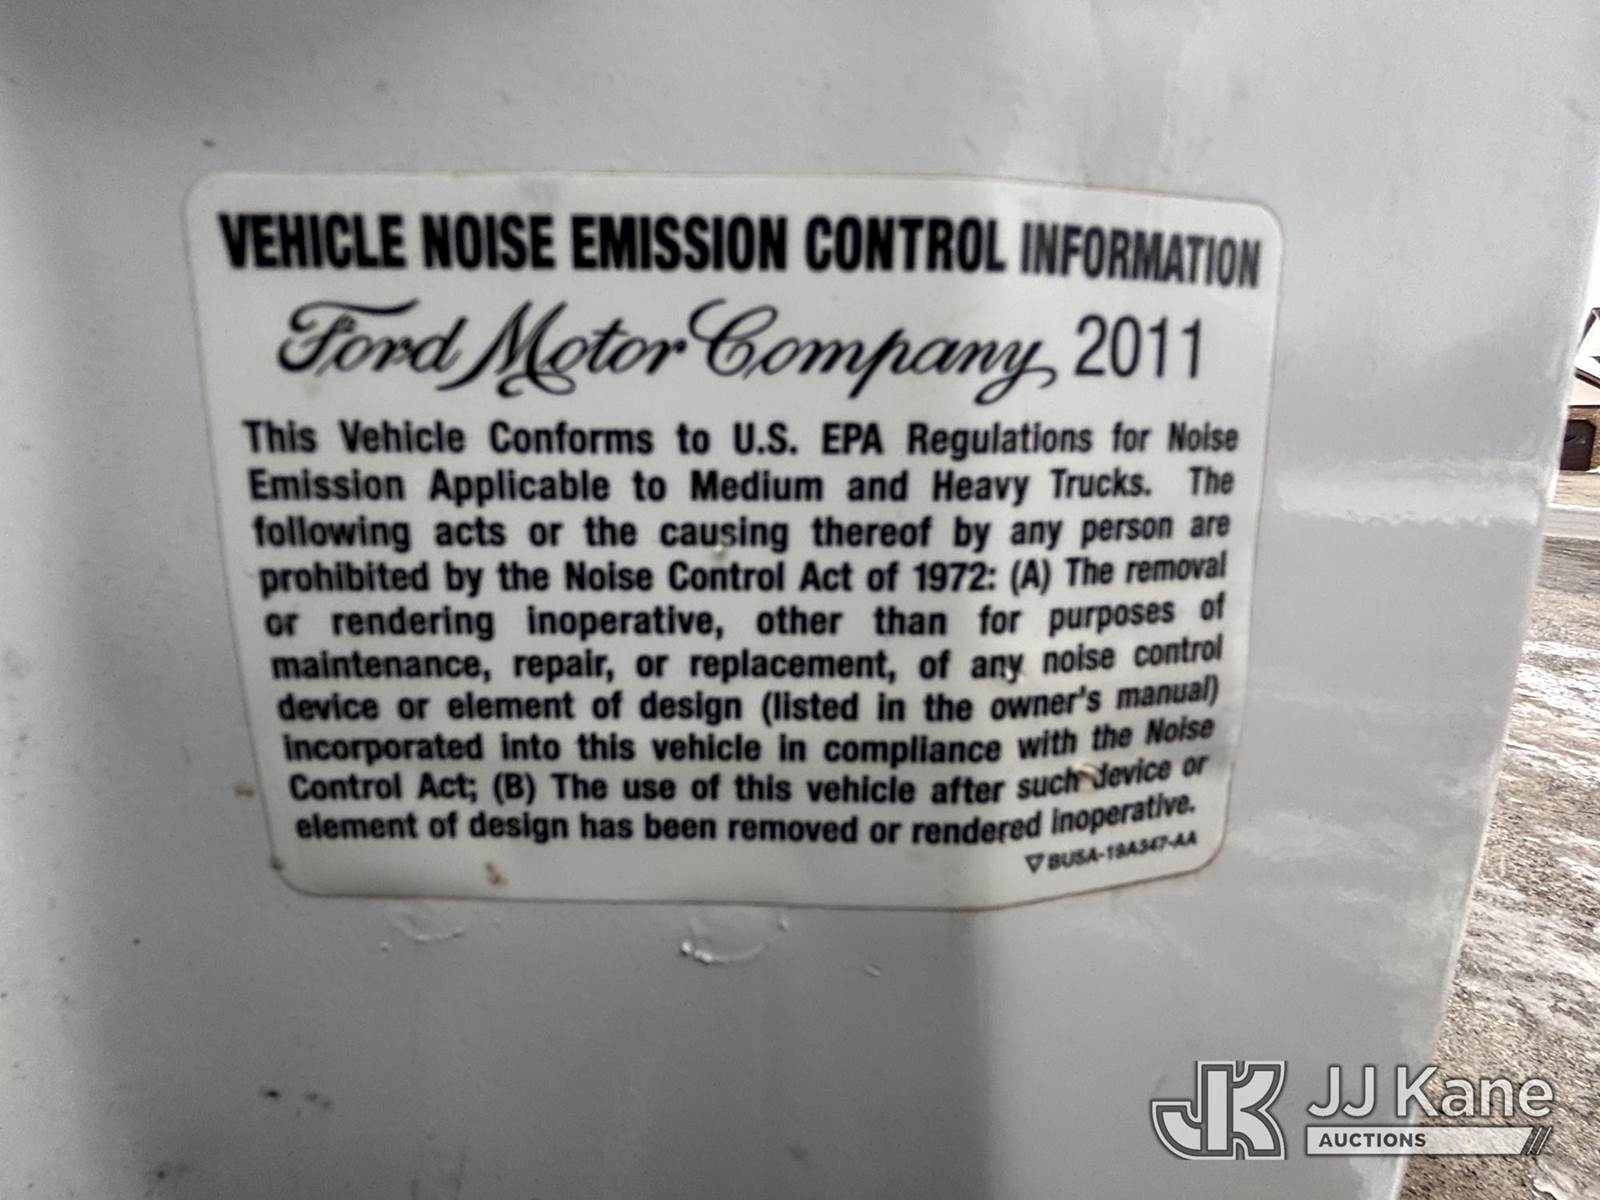 VEHICLE NOISE EMISSION CONTROL INFORMATION
Ford Motor Company 2011
This Vehicle Conforms to U.S. EPA Regulations for Noise
Emission Applicable to Medium and Heavy Trucks. The
following acts or the causing thereof by any person are
prohibited by the Noise Control Act of 1972: (A) The removal
or rendering inoperative, other than for purposes of
maintenance, repair, or replacement, of any noise control
device or element of design (listed in the owner's manual)
incorporated into this vehicle in compliance with the Noise
Control Act; (B) The use of this vehicle after such device or
element of design has been removed or rendered inoperative.
BU5A-19A347-AA
JK JJ Kane
AUCTIONS